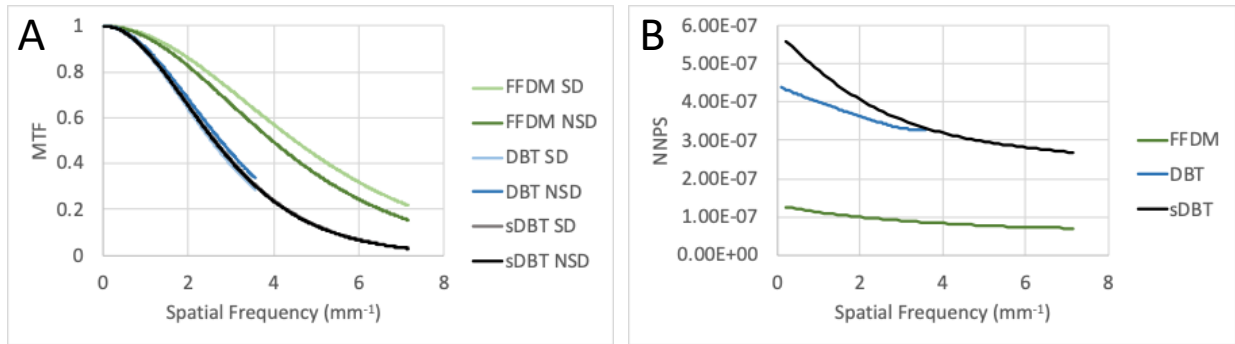 A
1
0.8
0.6
0.4
0.2
0
MTF
0 2 4 6 8
Spatial Frequency (mm⁻¹)
FFDM SD
FFDM NSD
DBT SD
DBT NSD
sDBT SD
sDBT NSD
B
6.00E-07
5.00E-07
4.00E-07
3.00E-07
2.00E-07
1.00E-07
0.00E+00
NNPS
0 2 4 6 8
Spatial Frequency (mm⁻¹)
FFDM
DBT
sDBT